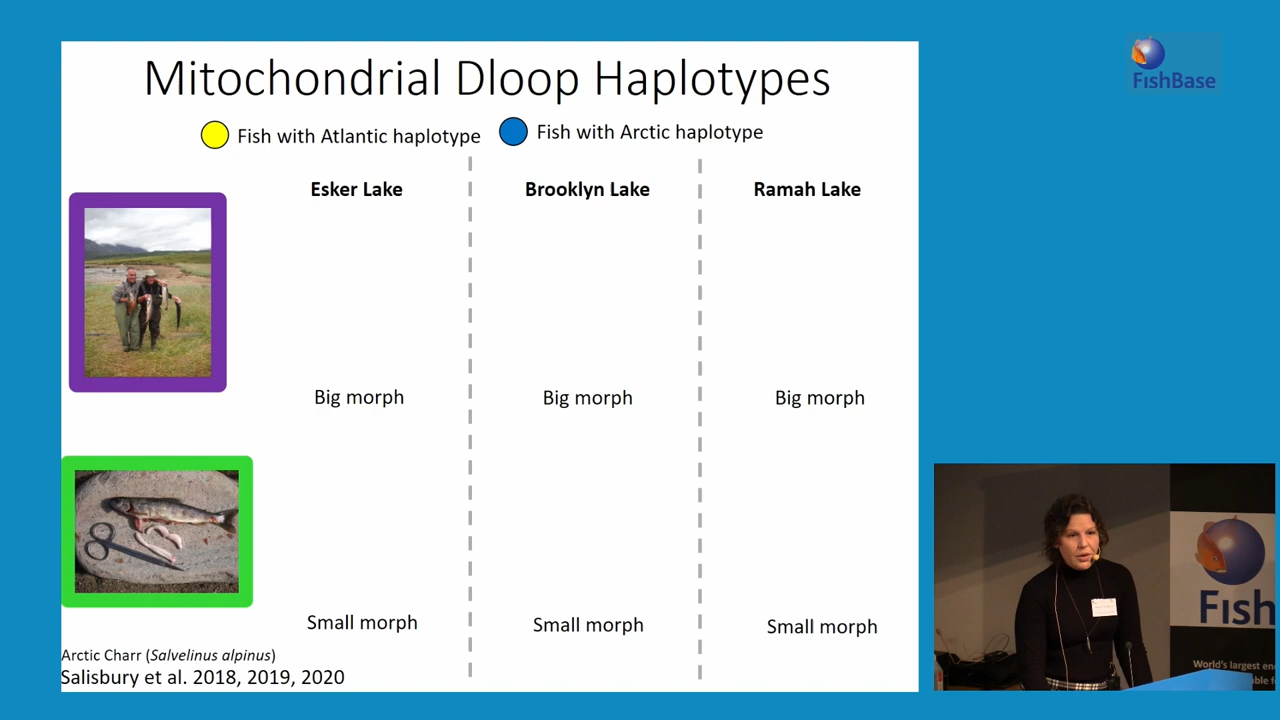 FishBase
Mitochondrial Dloop Haplotypes
Fish with Atlantic haplotype
Fish with Arctic haplotype
Esker Lake
Brooklyn Lake
Ramah Lake
Big morph
Big morph
Big morph
Small morph
Small morph
Small morph
Arctic Charr (Salvelinus alpinus)
Salisbury et al. 2018, 2019, 2020
Fish
World's largest en